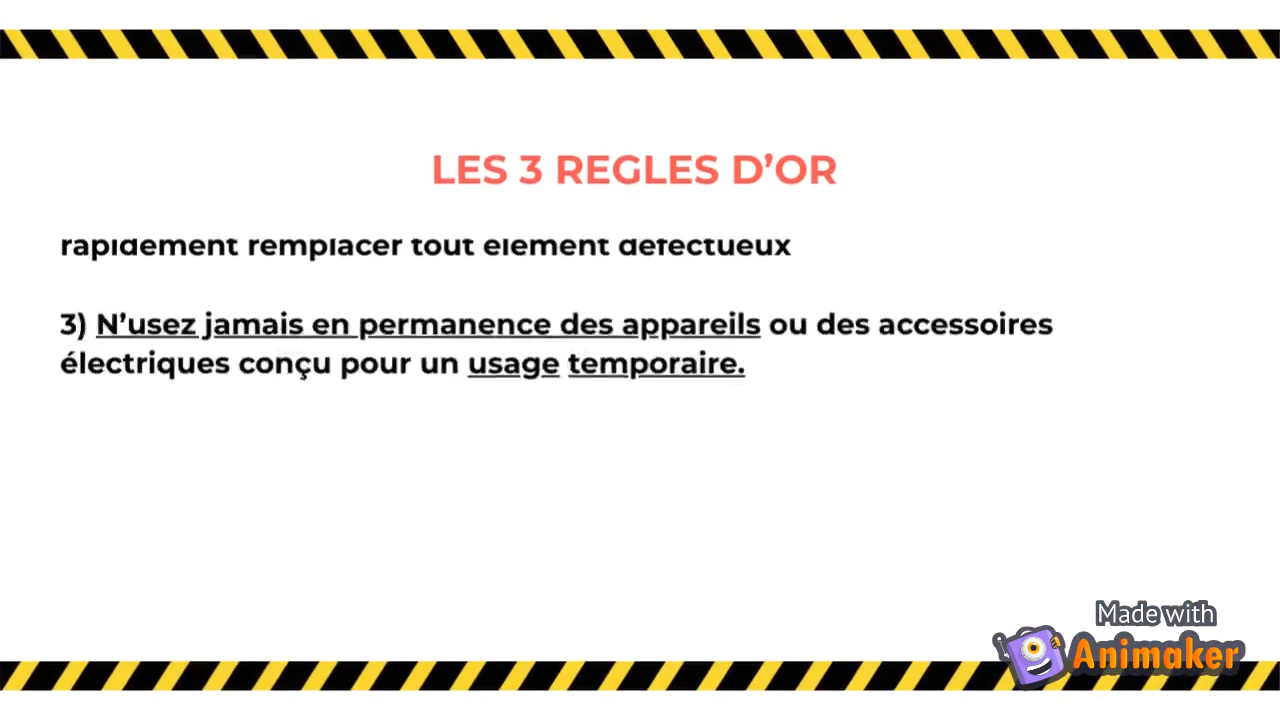 LES 3 REGLES D’OR
rapidement remplacer tout élément défectueux
3) N’usez jamais en permanence des appareils ou des accessoires
électriques conçu pour un usage temporaire.
Made with
Animaker